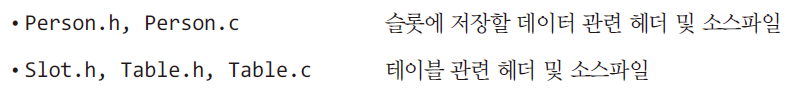 • Person.h, Person.c 슬롯에 저장할 데이터 관련 헤더 및 소스파일
• Slot.h, Table.h, Table.c 테이블 관련 헤더 및 소스파일